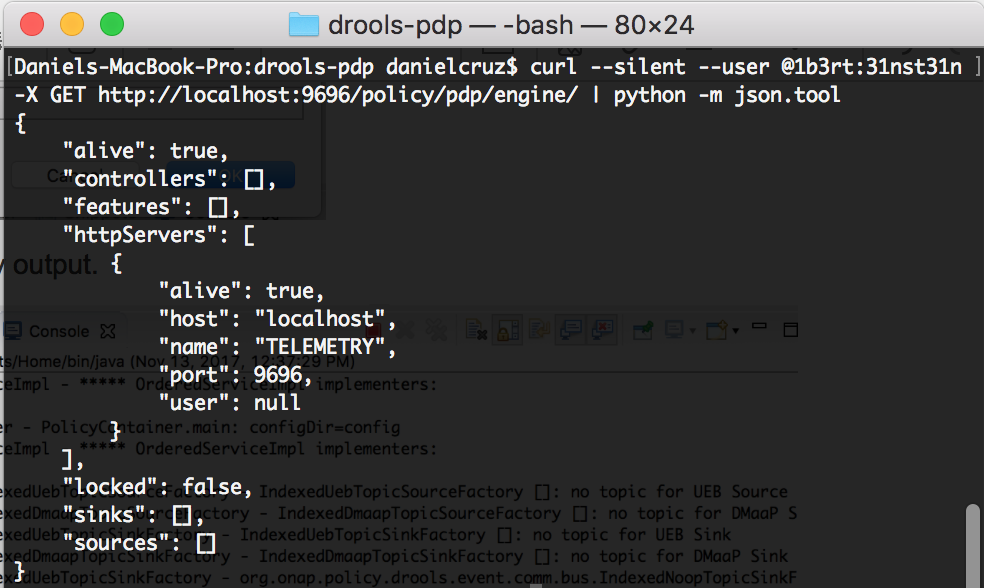 drools-pdp — -bash — 80×24
[Daniels-MacBook-Pro:drools-pdp danielcruz$ curl --silent --user @1b3rt:31nst31n ]
-X GET http://localhost:9696/policy/pdp/engine/ | python -m json.tool
{
"alive": true,
"controllers": [],
"features": [],
"httpServers": [
y output.
{
"alive": true,
"host": "localhost",
Console
"name": "TELEMETRY",
ts/Home/bin/java (Nov 13, 2017, 12:37:29 PM)
"port": 9696,
ceImpl - ***** OrderedServiceImpl implementers:
"user": null
er - PolicyContainer.main: configDir=config
}
ceImpl - ***** OrderedServiceImpl implementers:
],
"locked": false,
exedUebTopicSourceFactory - IndexedUebTopicSourceFactory []: no topic for UEB Source
"sinks": [],
exedDmaapTopicSourceFactory - IndexedDmaapTopicSourceFactory []: no topic for DMaaP S
exedUebTopicSinkFactory - IndexedUebTopicSinkFactory []: no topic for UEB Sink
"sources": []
exedDmaapTopicSinkFactory - IndexedDmaapTopicSinkFactory []: no topic for DMaaP Sink
}
exedUebTopicSinkFactory - org.onap.policy.drools.event.comm.bus.IndexedNoopTopicSinkF